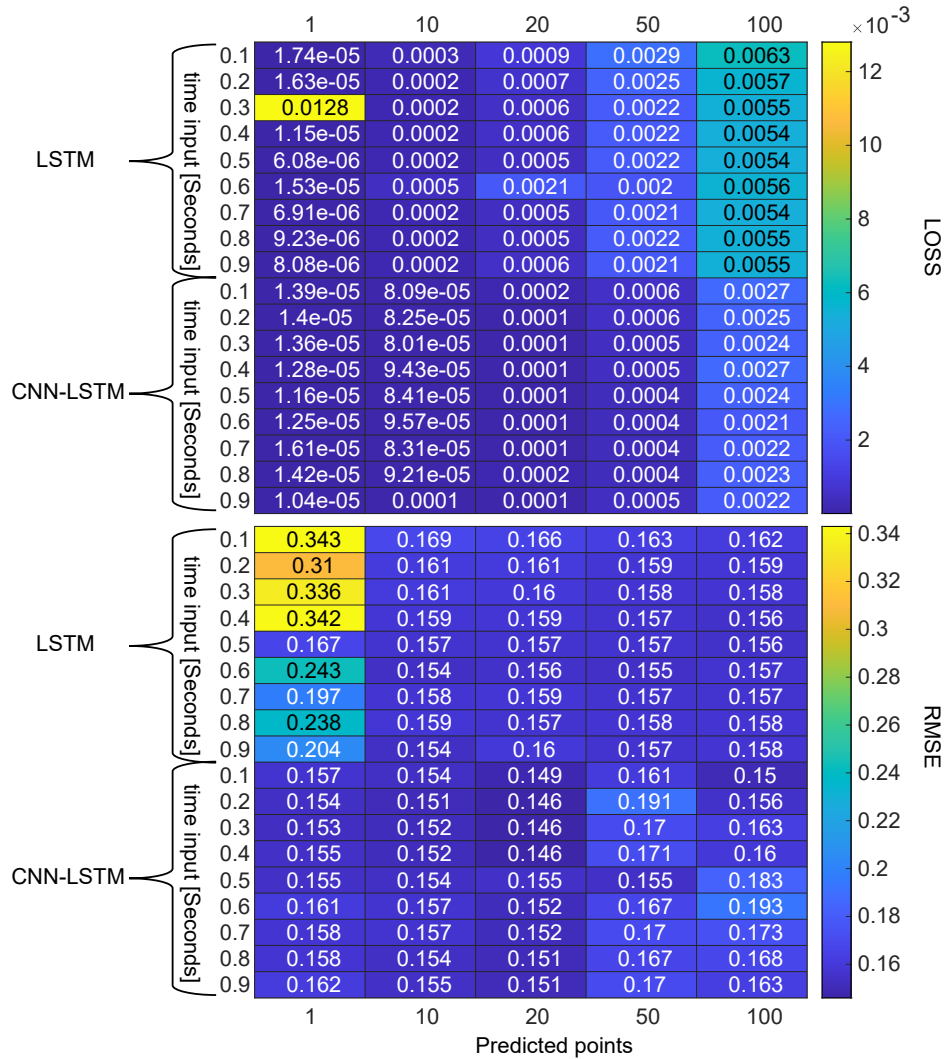 1 10 20 50 100
× 10⁻³
0.1 1.74e-05 0.0003 0.0009 0.0029 0.0063
0.2 1.63e-05 0.0002 0.0007 0.0025 0.0057
0.3 0.0128 0.0002 0.0006 0.0022 0.0055
0.4 1.15e-05 0.0002 0.0006 0.0022 0.0054
0.5 6.08e-06 0.0002 0.0005 0.0022 0.0054
0.6 1.53e-05 0.0005 0.0021 0.002 0.0056
0.7 6.91e-06 0.0002 0.0005 0.0021 0.0054
0.8 9.23e-06 0.0002 0.0005 0.0022 0.0055
0.9 8.08e-06 0.0002 0.0006 0.0021 0.0055
LSTM
time input [Seconds]
0.1 1.39e-05 8.09e-05 0.0002 0.0006 0.0027
0.2 1.4e-05 8.25e-05 0.0001 0.0006 0.0025
0.3 1.36e-05 8.01e-05 0.0001 0.0005 0.0024
0.4 1.28e-05 9.43e-05 0.0001 0.0005 0.0027
0.5 1.16e-05 8.41e-05 0.0001 0.0004 0.0024
0.6 1.25e-05 9.57e-05 0.0001 0.0004 0.0021
0.7 1.61e-05 8.31e-05 0.0001 0.0004 0.0022
0.8 1.42e-05 9.21e-05 0.0002 0.0004 0.0023
0.9 1.04e-05 0.0001 0.0001 0.0005 0.0022
CNN-LSTM
time input [Seconds]
12
10
8
6
4
2
LOSS
0.1 0.343 0.169 0.166 0.163 0.162
0.2 0.31 0.161 0.161 0.159 0.159
0.3 0.336 0.161 0.16 0.158 0.158
0.4 0.342 0.159 0.159 0.157 0.156
0.5 0.167 0.157 0.157 0.157 0.156
0.6 0.243 0.154 0.156 0.155 0.157
0.7 0.197 0.158 0.159 0.157 0.157
0.8 0.238 0.159 0.157 0.158 0.158
0.9 0.204 0.154 0.16 0.157 0.158
LSTM
time input [Seconds]
0.1 0.157 0.154 0.149 0.161 0.15
0.2 0.154 0.151 0.146 0.191 0.156
0.3 0.153 0.152 0.146 0.17 0.163
0.4 0.155 0.152 0.146 0.171 0.16
0.5 0.155 0.154 0.155 0.155 0.183
0.6 0.161 0.157 0.152 0.167 0.193
0.7 0.158 0.157 0.152 0.17 0.173
0.8 0.158 0.154 0.151 0.167 0.168
0.9 0.162 0.155 0.151 0.17 0.163
CNN-LSTM
time input [Seconds]
0.34
0.32
0.3
0.28
0.26
0.24
0.22
0.2
0.18
0.16
RMSE
1 10 20 50 100
Predicted points